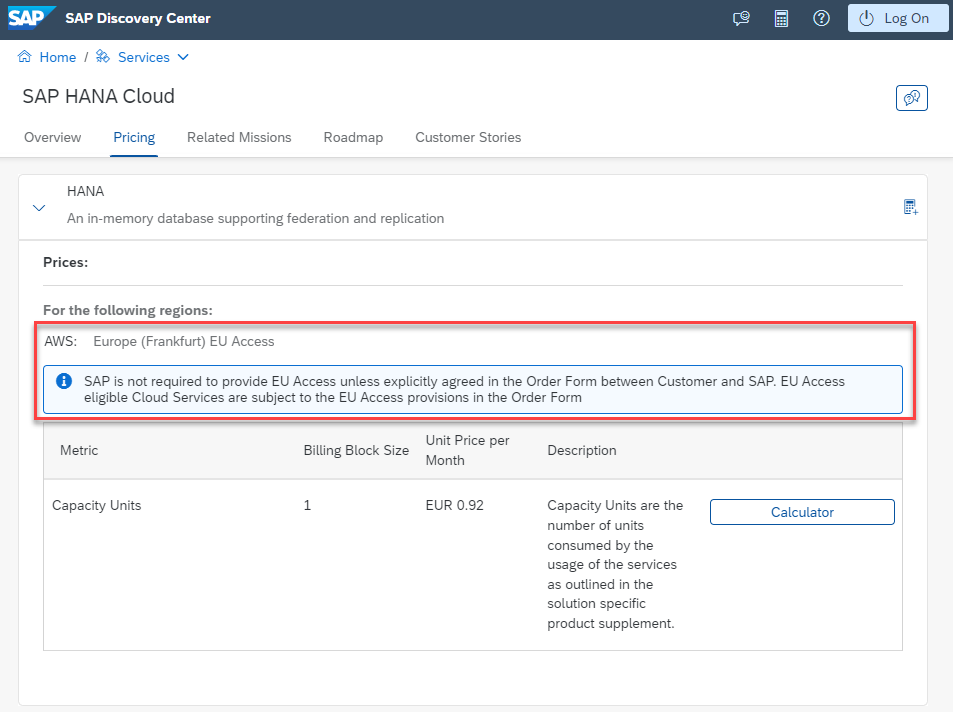 SAP SAP Discovery Center
Log On
Home / Services
SAP HANA Cloud
Overview Pricing Related Missions Roadmap Customer Stories
HANA
An in-memory database supporting federation and replication
Prices:
For the following regions:
AWS: Europe (Frankfurt) EU Access
SAP is not required to provide EU Access unless explicitly agreed in the Order Form between Customer and SAP. EU Access
eligible Cloud Services are subject to the EU Access provisions in the Order Form
Metric Billing Block Size Unit Price per
Month Description
Capacity Units 1 EUR 0.92 Capacity Units are the
number of units
consumed by the
usage of the services
as outlined in the
solution specific
product supplement.
Calculator